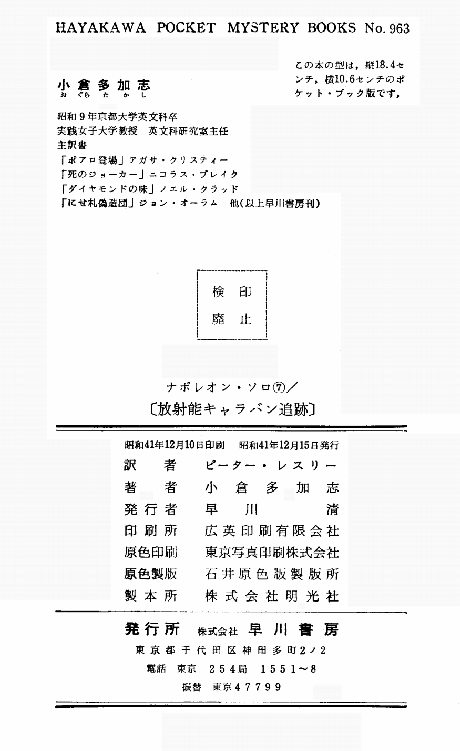 HAYAKAWA POCKET MYSTERY BOOKS No. 963
この本の型は，縦18.4セ
ンチ，横10.6センチのポ
ケット・ブック版です。
小倉多加志
おぐらたかし
昭和9年京都大学英文科卒
実践女子大学教授 英文科研究室主任
主訳書
「ポアロ登場」アガサ・クリスティー
「死のジョーカー」ニコラス・ブレイク
「ダイヤモンドの味」ノエル・クラッド
「にせ札偽造団」ジョン・オーラム 他(以上早川書房刊)
検印
廃止
ナポレオン・ソロ⑦／
〔放射能キャラバン追跡〕
昭和41年12月10日印刷 昭和41年12月15日発行
訳者 ピーター・レスリー
著者 小倉多加志
発行者 早川清
印刷所 広英印刷有限会社
原色印刷 東京写真印刷株式会社
原色製版 石井原色版製版所
製本所 株式会社明光社
発行所 株式会社 早川書房
東京都千代田区神田多町2ノ2
電話 東京 254局 1551〜8
振替 東京47799